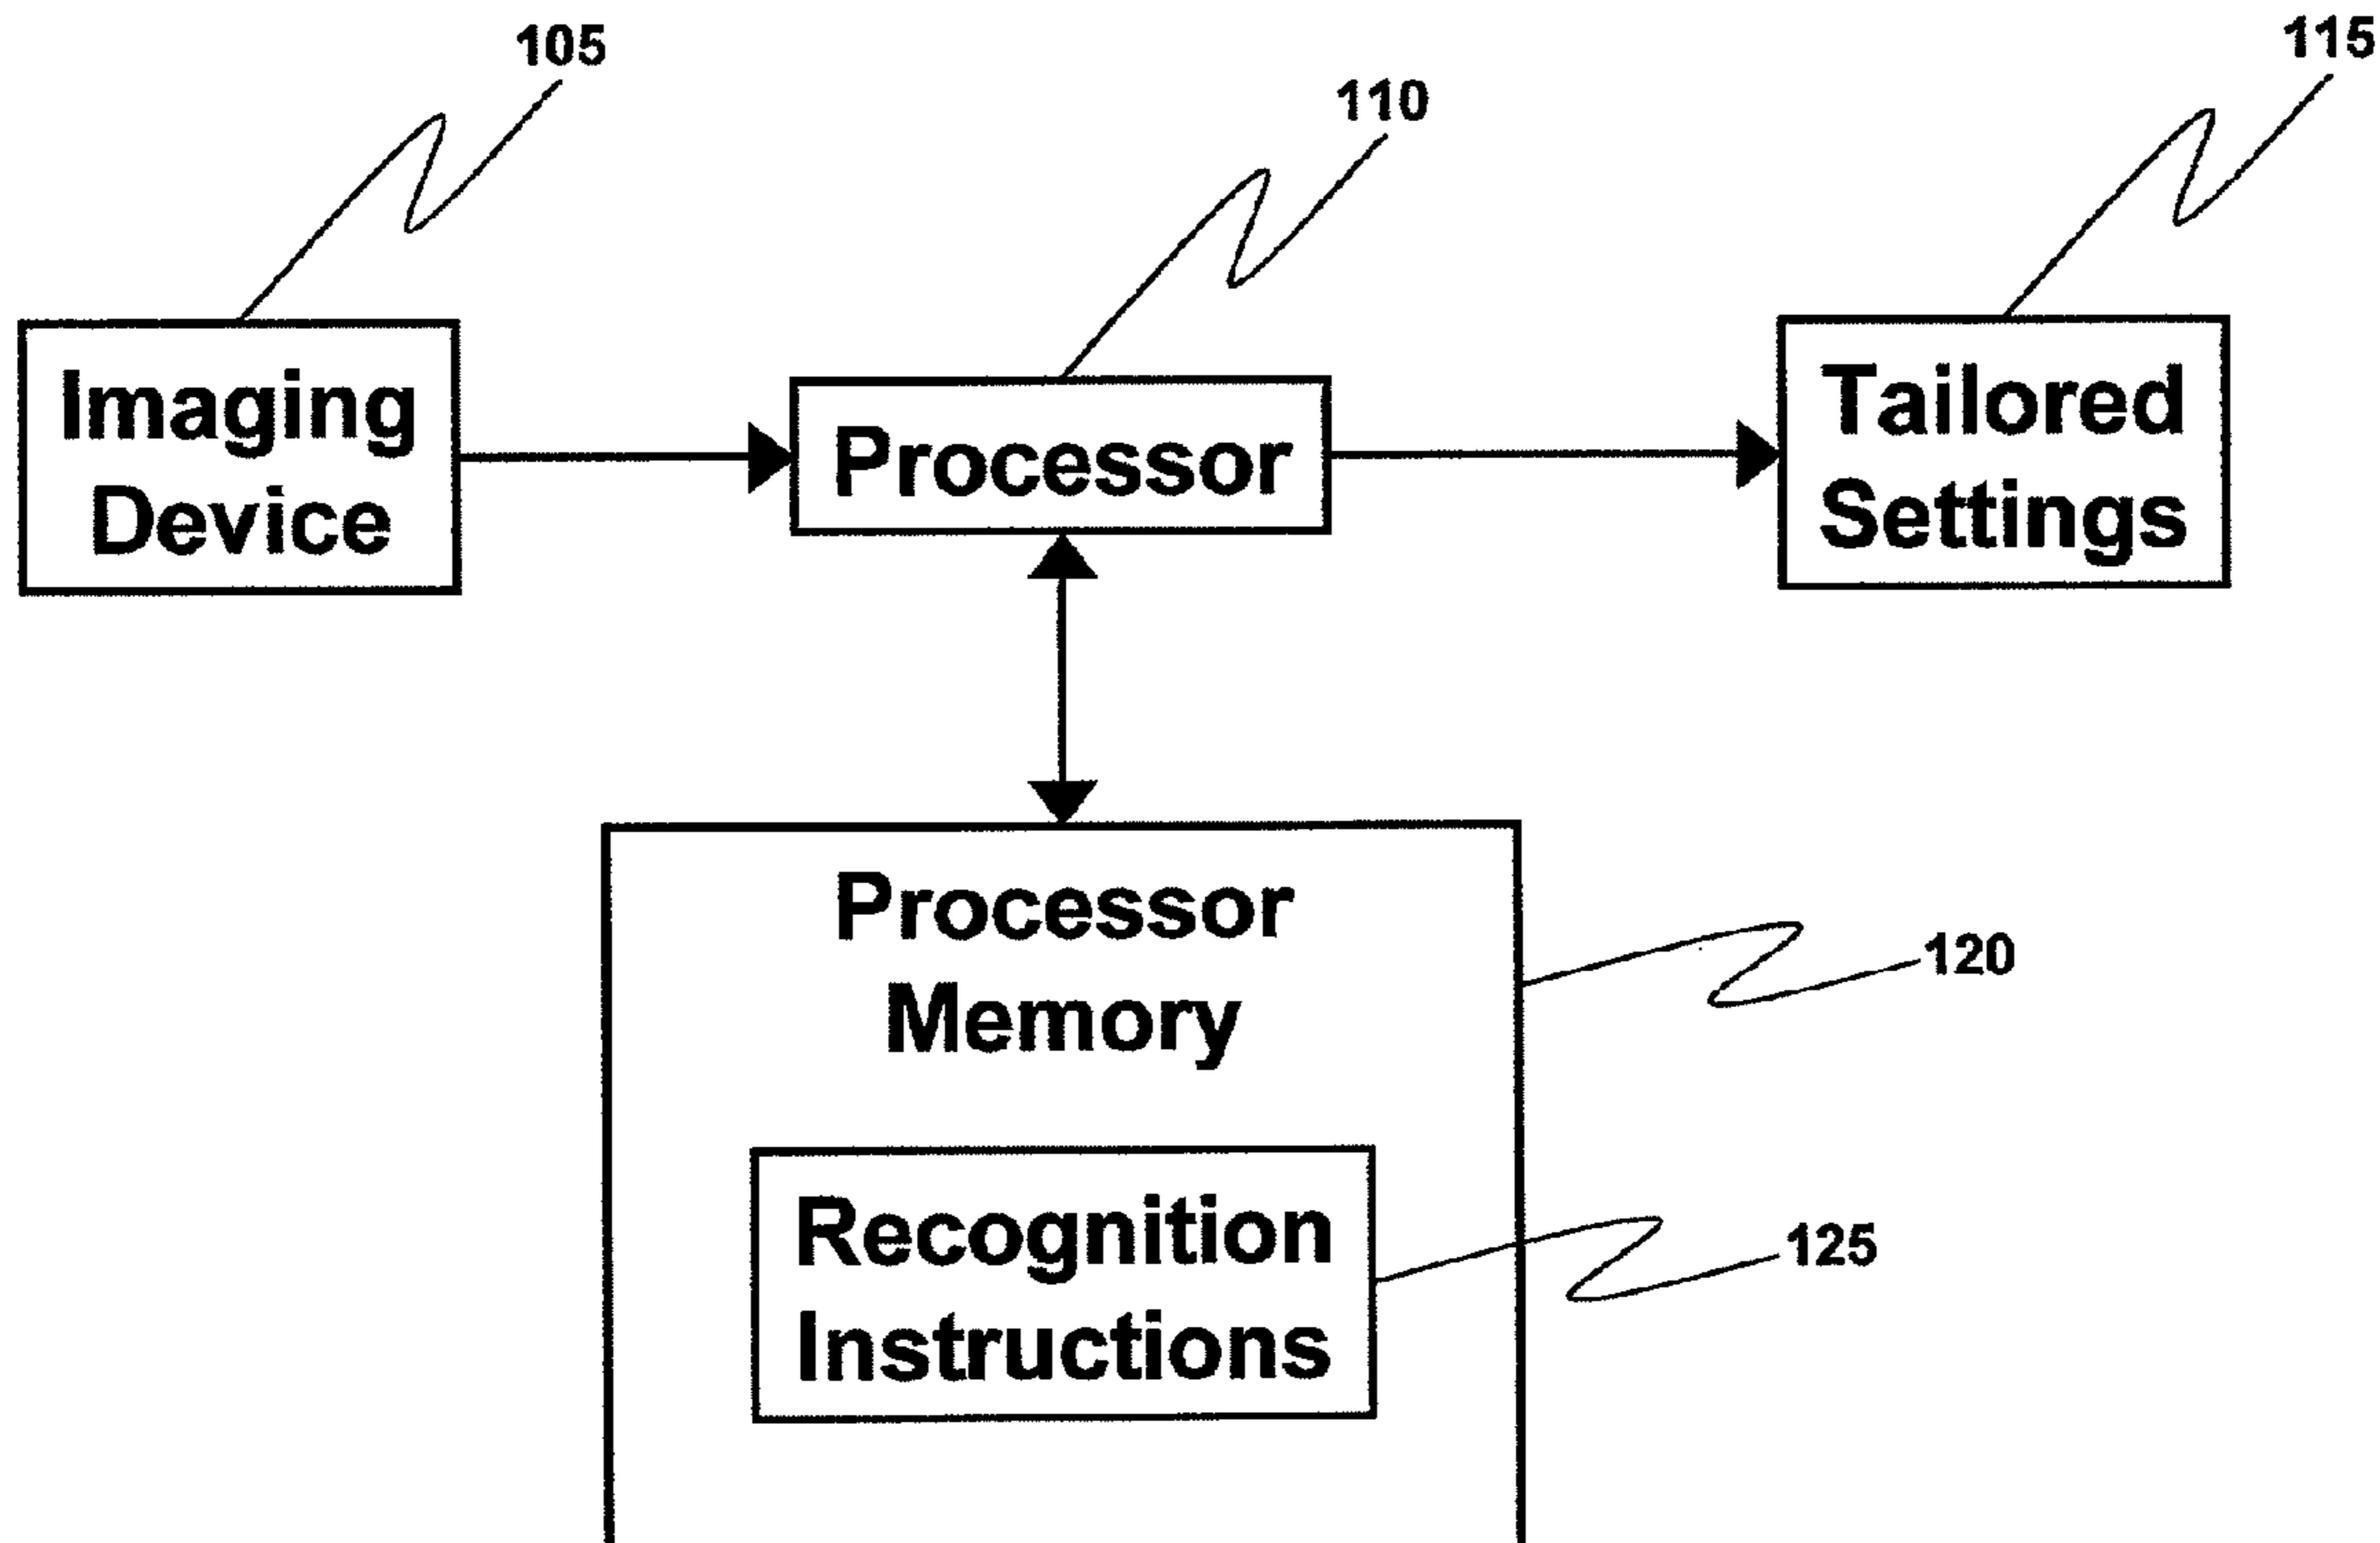 105
110
115
Imaging
Device
Processor
Tailored
Settings
Processor
Memory
120
Recognition
Instructions
125